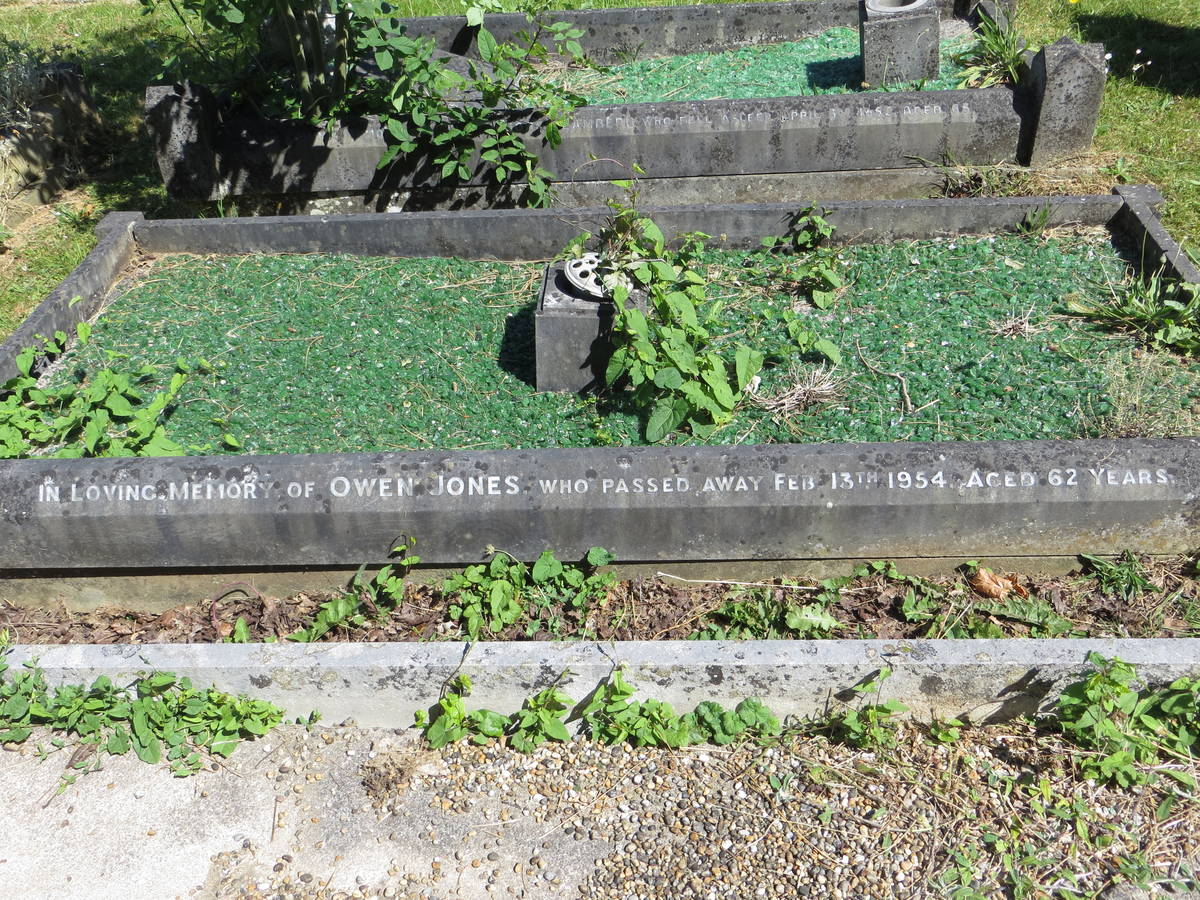 WHO FELL ASLEEP APRIL
AGED
IN LOVING MEMORY OF OWEN JONES WHO PASSED AWAY FEB 13TH 1954 AGED 62 YEARS.